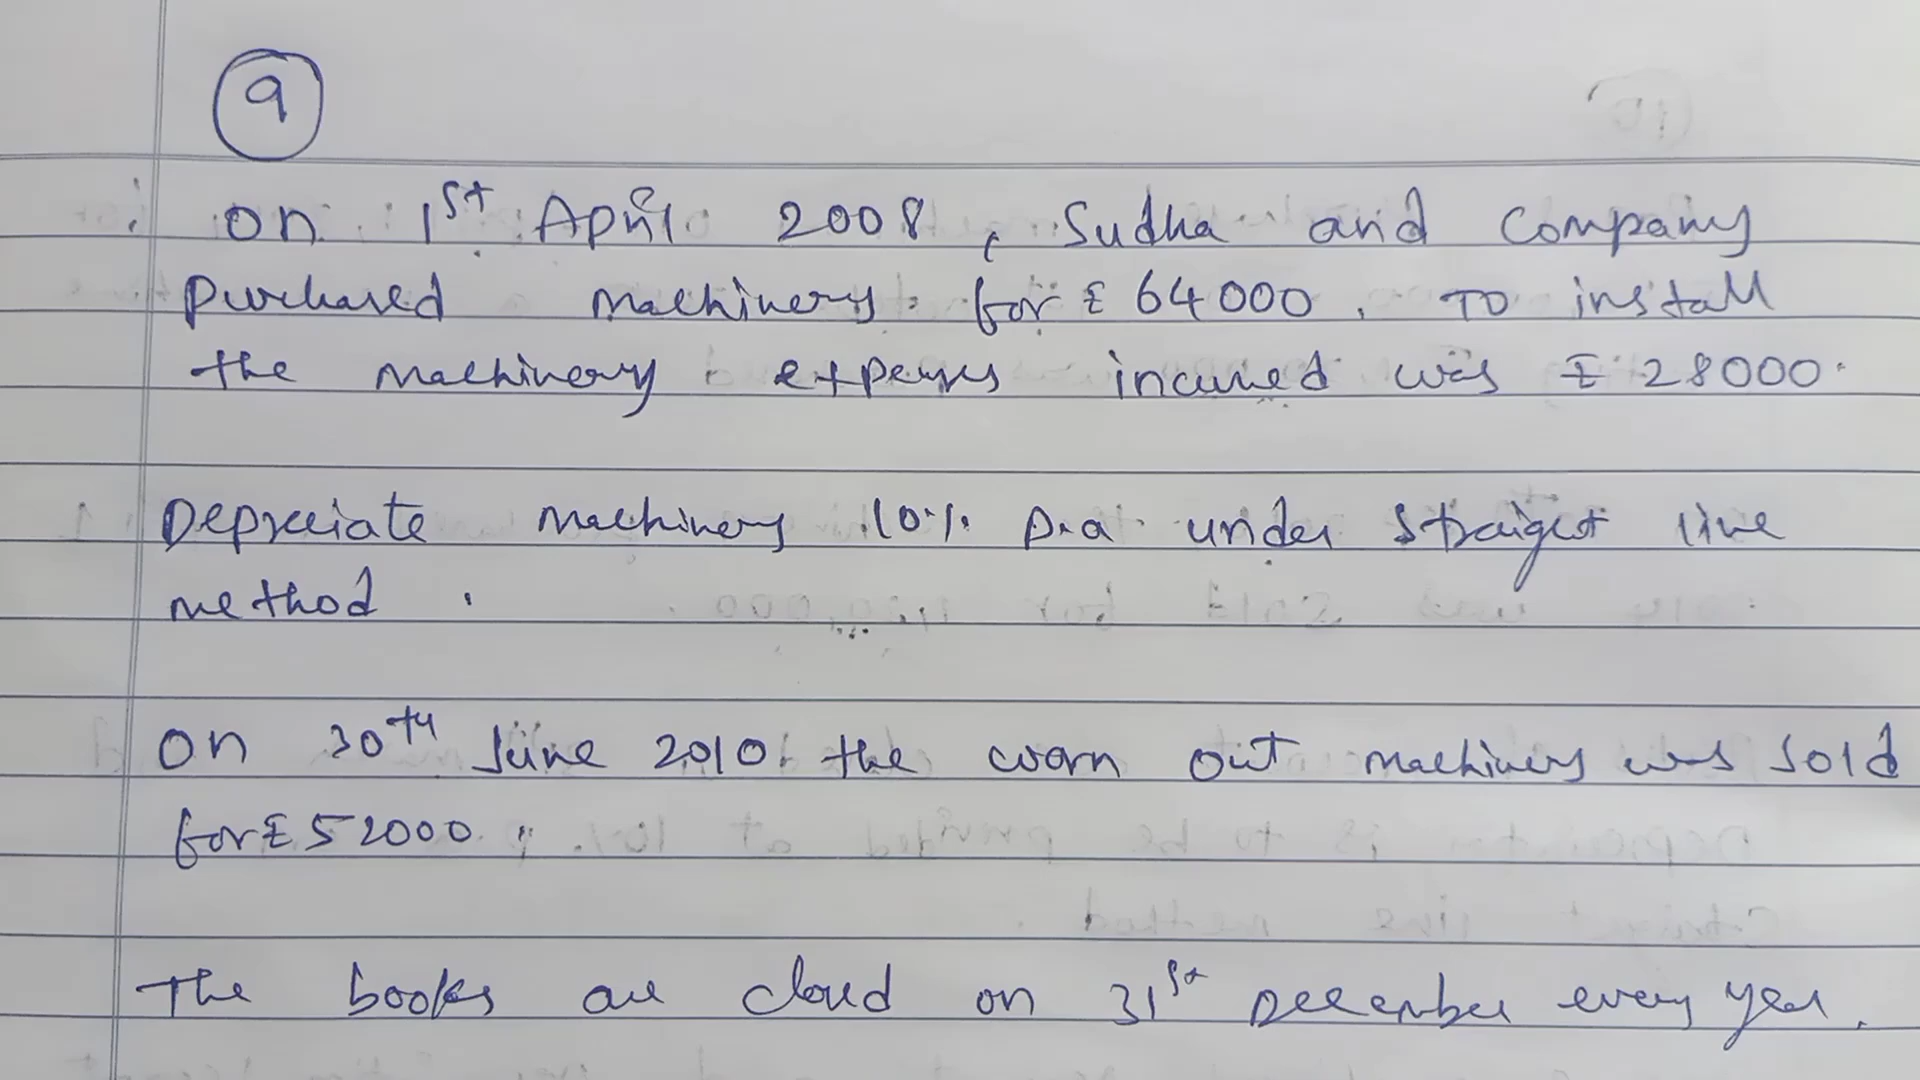 9
on 1st April 2008, Sudha and Company
purchased machinery for ₹ 64000. To install
the machinery expenses incurred was ₹ 28000.
Depreciate machinery 10% p.a under straight line
method.
On 30th June 2010 the worn out machinery was sold
for ₹ 52000.
The books are closed on 31st December every year.